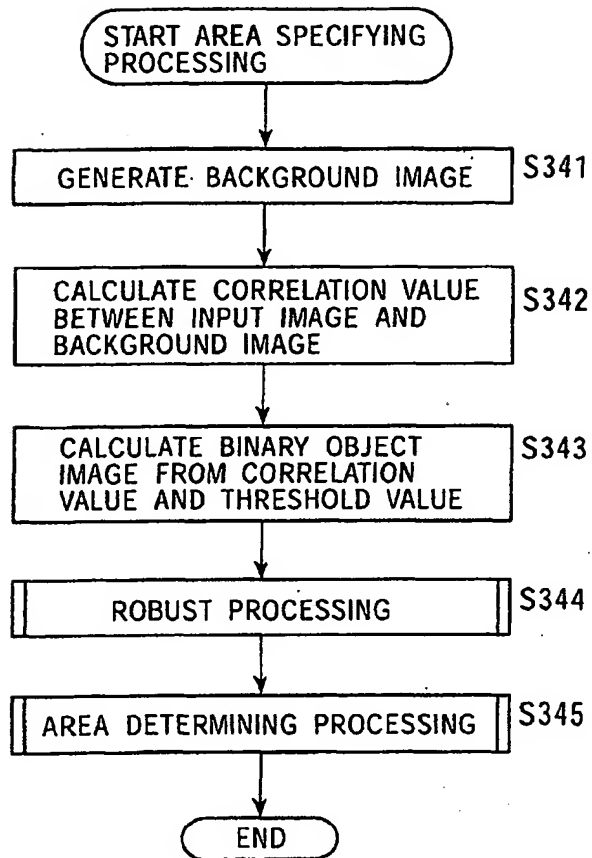 START AREA SPECIFYING
PROCESSING
GENERATE BACKGROUND IMAGE
S341
CALCULATE CORRELATION VALUE
BETWEEN INPUT IMAGE AND
BACKGROUND IMAGE
S342
CALCULATE BINARY OBJECT
IMAGE FROM CORRELATION
VALUE AND THRESHOLD VALUE
S343
ROBUST PROCESSING
S344
AREA DETERMINING PROCESSING
S345
END